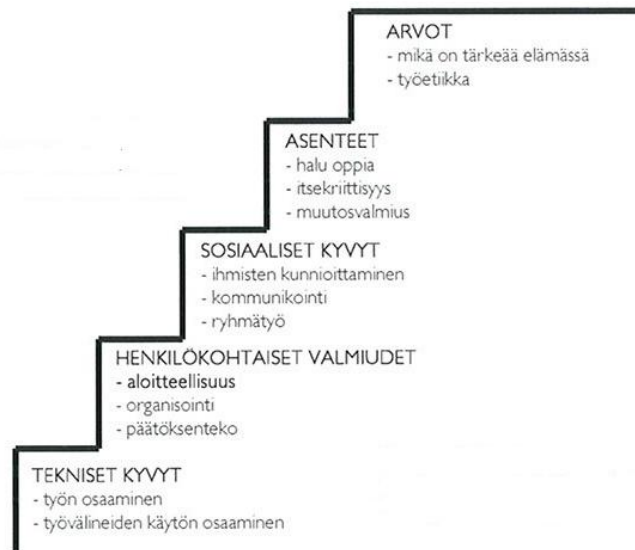 ARVOT
- mikä on tärkeää elämässä
- työetiikka
ASENTEET
- halu oppia
- itsekriittisyys
- muutosvalmius
SOSIAALISET KYVYT
- ihmisten kunnioittaminen
- kommunikointi
- ryhmätyö
HENKILÖKOHTAISET VALMIUDET
- aloitteellisuus
- organisointi
- päätöksenteko
TEKNISET KYVYT
- työn osaaminen
- työvälineiden käytön osaaminen